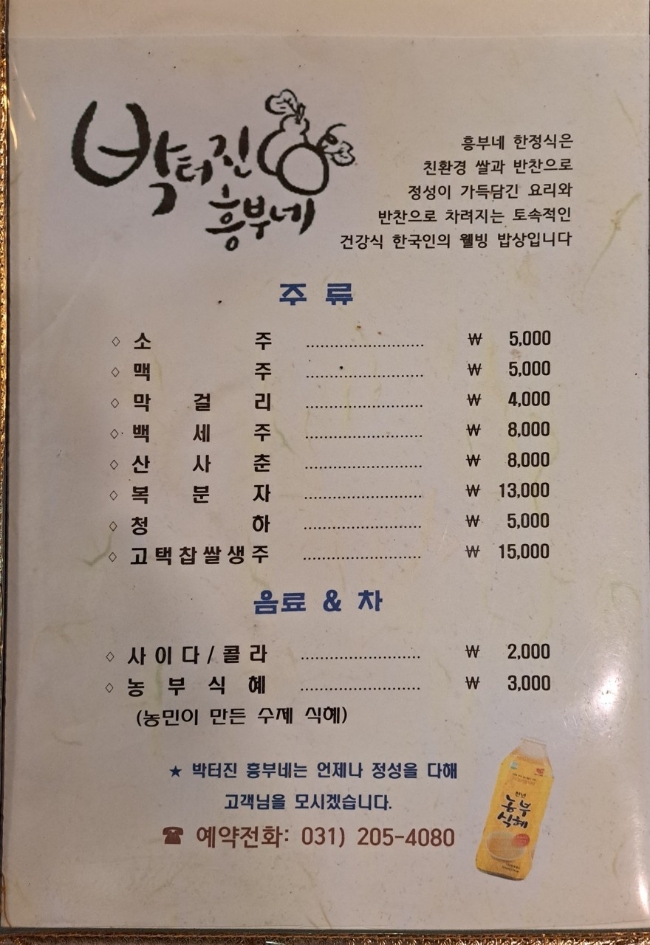 박터진
흥부네
흥부네 한정식은
친환경 쌀과 반찬으로
정성이 가득담긴 요리와
반찬으로 차려지는 토속적인
건강식 한국인의 웰빙 밥상입니다
주 류
◇ 소 주 ........................ ₩ 5,000
◇ 맥 주 ........................ ₩ 5,000
◇ 막 걸 리 ........................ ₩ 4,000
◇ 백 세 주 ........................ ₩ 8,000
◇ 산 사 춘 ........................ ₩ 8,000
◇ 복 분 자 ........................ ₩ 13,000
◇ 청 하 ........................ ₩ 5,000
◇ 고택찹쌀생주 ........................ ₩ 15,000
음료 & 차
◇ 사이다/콜라 ........................ ₩ 2,000
◇ 농 부 식 혜 ........................ ₩ 3,000
(농민이 만든 수제 식혜)
★ 박터진 흥부네는 언제나 정성을 다해
고객님을 모시겠습니다.
☎ 예약전화: 031) 205-4080
농부
식혜